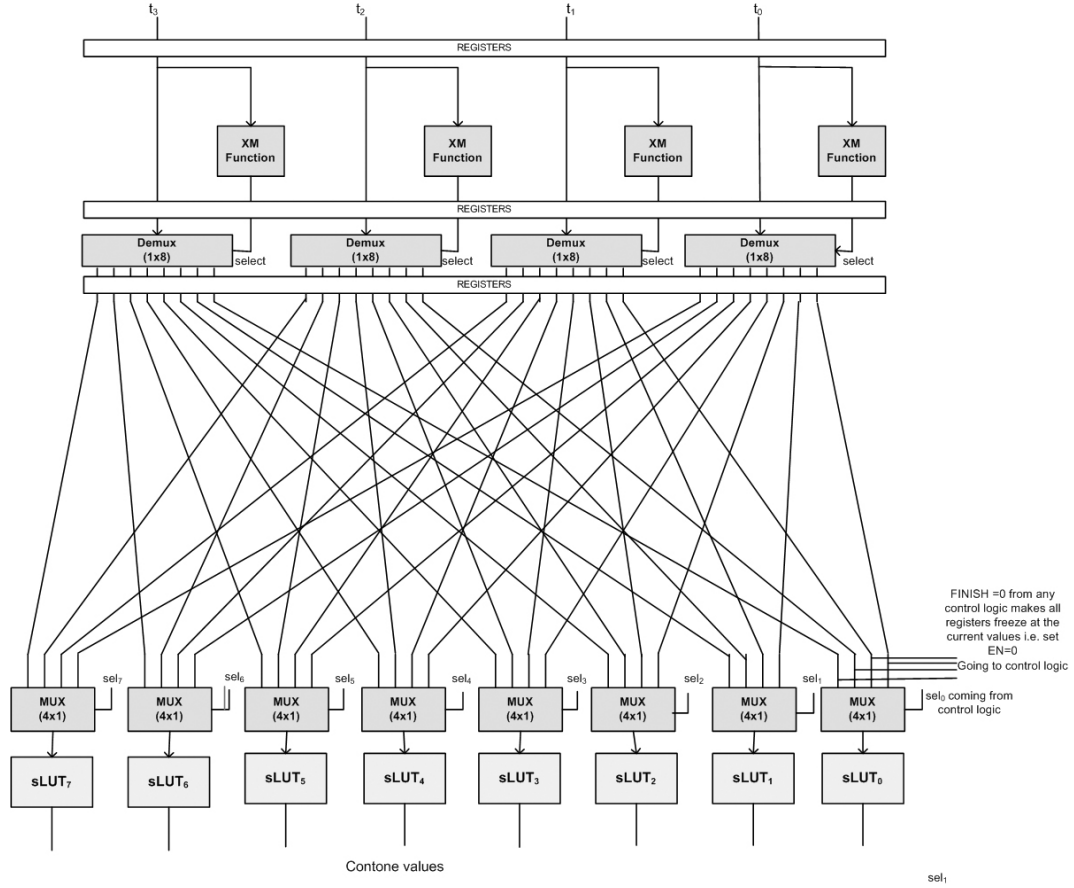 t3 t2 t1 t0
REGISTERS
XM Function
XM Function
XM Function
XM Function
REGISTERS
Demux (1x8)
select
Demux (1x8)
select
Demux (1x8)
select
Demux (1x8)
select
REGISTERS
FINISH =0 from any
control logic makes all
registers freeze at the
current values i.e. set
EN=0
Going to control logic
MUX (4x1)
sel7
MUX (4x1)
sel6
MUX (4x1)
sel5
MUX (4x1)
sel4
MUX (4x1)
sel3
MUX (4x1)
sel2
MUX (4x1)
sel1
MUX (4x1)
sel0 coming from
control logic
sLUT7
sLUT6
sLUT5
sLUT4
sLUT3
sLUT2
sLUT1
sLUT0
Contone values
sel1